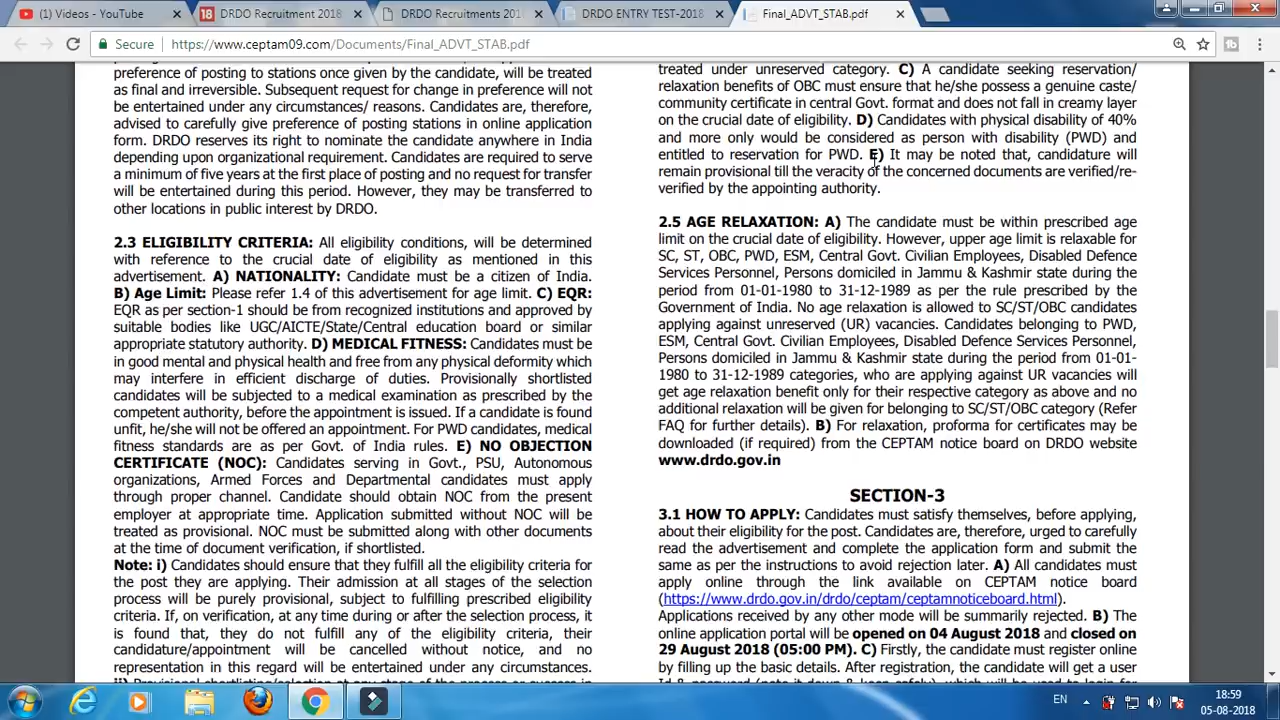 (1) Videos - YouTube
DRDO Recruitment 2018
DRDO Recruitments 201
DRDO ENTRY TEST-2018
Final_ADVT_STAB.pdf
Secure
https://www.ceptam09.com/Documents/Final_ADVT_STAB.pdf
preference of posting to stations once given by the candidate, will be treated
as final and irreversible. Subsequent request for change in preference will not
be entertained under any circumstances/ reasons. Candidates are, therefore,
advised to carefully give preference of posting stations in online application
form. DRDO reserves its right to nominate the candidate anywhere in India
depending upon organizational requirement. Candidates are required to serve
a minimum of five years at the first place of posting and no request for transfer
will be entertained during this period. However, they may be transferred to
other locations in public interest by DRDO.
2.3 ELIGIBILITY CRITERIA: All eligibility conditions, will be determined
with reference to the crucial date of eligibility as mentioned in this
advertisement. A) NATIONALITY: Candidate must be a citizen of India.
B) Age Limit: Please refer 1.4 of this advertisement for age limit. C) EQR:
EQR as per section-1 should be from recognized institutions and approved by
suitable bodies like UGC/AICTE/State/Central education board or similar
appropriate statutory authority. D) MEDICAL FITNESS: Candidates must be
in good mental and physical health and free from any physical deformity which
may interfere in efficient discharge of duties. Provisionally shortlisted
candidates will be subjected to a medical examination as prescribed by the
competent authority, before the appointment is issued. If a candidate is found
unfit, he/she will not be offered an appointment. For PWD candidates, medical
fitness standards are as per Govt. of India rules. E) NO OBJECTION
CERTIFICATE (NOC): Candidates serving in Govt., PSU, Autonomous
organizations, Armed Forces and Departmental candidates must apply
through proper channel. Candidate should obtain NOC from the present
employer at appropriate time. Application submitted without NOC will be
treated as provisional. NOC must be submitted along with other documents
at the time of document verification, if shortlisted.
Note: i) Candidates should ensure that they fulfill all the eligibility criteria for
the post they are applying. Their admission at all stages of the selection
process will be purely provisional, subject to fulfilling prescribed eligibility
criteria. If, on verification, at any time during or after the selection process, it
is found that, they do not fulfill any of the eligibility criteria, their
candidature/appointment will be cancelled without notice, and no
representation in this regard will be entertained under any circumstances.
treated under unreserved category. C) A candidate seeking reservation/
relaxation benefits of OBC must ensure that he/she possess a genuine caste/
community certificate in central Govt. format and does not fall in creamy layer
on the crucial date of eligibility. D) Candidates with physical disability of 40%
and more only would be considered as person with disability (PWD) and
entitled to reservation for PWD. E) It may be noted that, candidature will
remain provisional till the veracity of the concerned documents are verified/re-
verified by the appointing authority.
2.5 AGE RELAXATION: A) The candidate must be within prescribed age
limit on the crucial date of eligibility. However, upper age limit is relaxable for
SC, ST, OBC, PWD, ESM, Central Govt. Civilian Employees, Disabled Defence
Services Personnel, Persons domiciled in Jammu & Kashmir state during the
period from 01-01-1980 to 31-12-1989 as per the rule prescribed by the
Government of India. No age relaxation is allowed to SC/ST/OBC candidates
applying against unreserved (UR) vacancies. Candidates belonging to PWD,
ESM, Central Govt. Civilian Employees, Disabled Defence Services Personnel,
Persons domiciled in Jammu & Kashmir state during the period from 01-01-
1980 to 31-12-1989 categories, who are applying against UR vacancies will
get age relaxation benefit only for their respective category as above and no
additional relaxation will be given for belonging to SC/ST/OBC category (Refer
FAQ for further details). B) For relaxation, proforma for certificates may be
downloaded (if required) from the CEPTAM notice board on DRDO website
www.drdo.gov.in
SECTION-3
3.1 HOW TO APPLY: Candidates must satisfy themselves, before applying,
about their eligibility for the post. Candidates are, therefore, urged to carefully
read the advertisement and complete the application form and submit the
same as per the instructions to avoid rejection later. A) All candidates must
apply online through the link available on CEPTAM notice board
(https://www.drdo.gov.in/drdo/ceptam/ceptamnoticeboard.html).
Applications received by any other mode will be summarily rejected. B) The
online application portal will be opened on 04 August 2018 and closed on
29 August 2018 (05:00 PM). C) Firstly, the candidate must register online
by filling up the basic details. After registration, the candidate will get a user
EN
18:59
05-08-2018